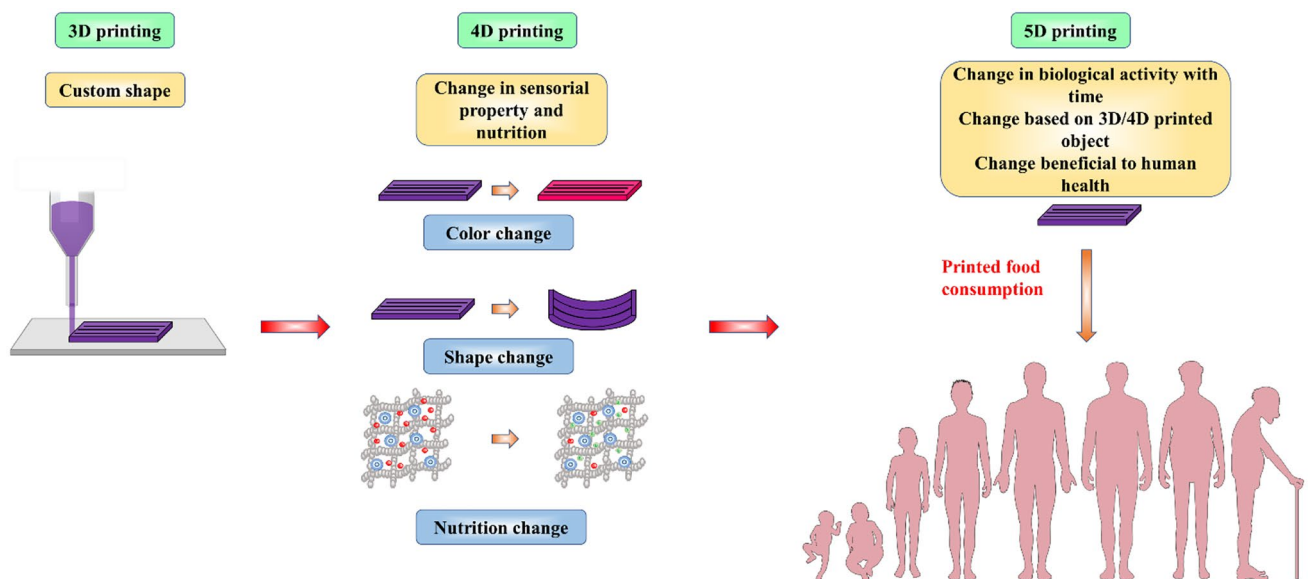 3D printing
Custom shape
4D printing
Change in sensorial
property and
nutrition
Color change
Shape change
Nutrition change
5D printing
Change in biological activity with
time
Change based on 3D/4D printed
object
Change beneficial to human
health
Printed food
consumption